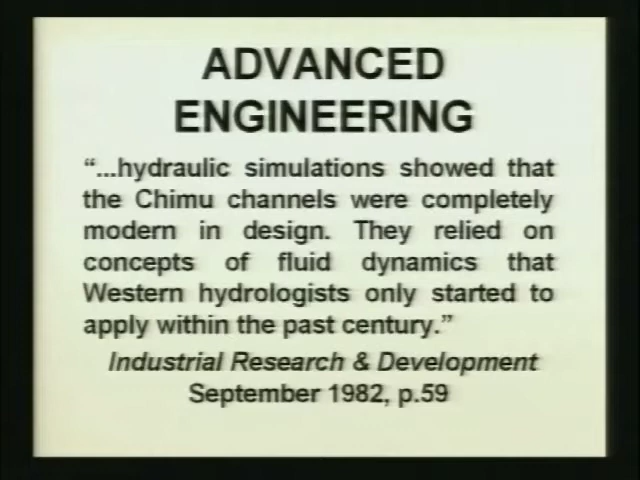 ADVANCED
ENGINEERING
“...hydraulic simulations showed that
the Chimu channels were completely
modern in design. They relied on
concepts of fluid dynamics that
Western hydrologists only started to
apply within the past century.”
Industrial Research & Development
September 1982, p.59